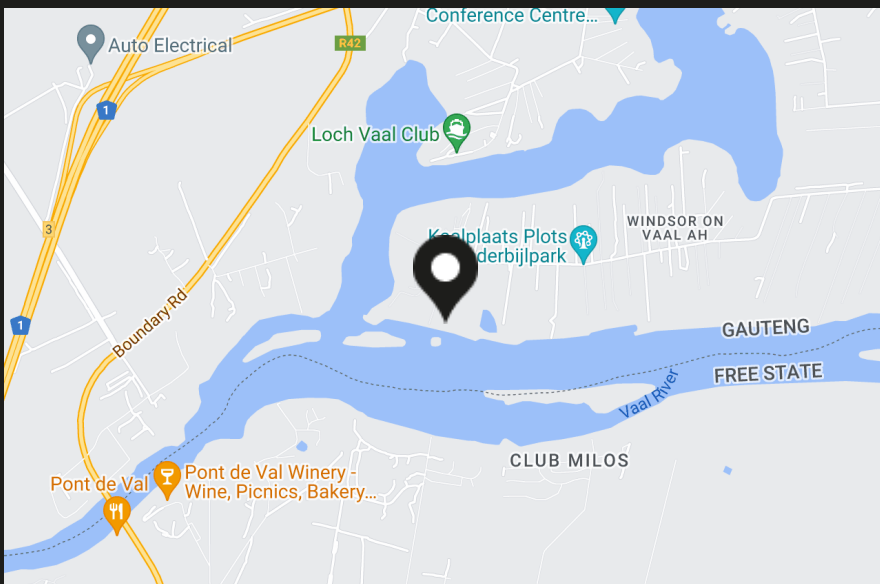 Conference Centre...
Auto Electrical
R42
1
Loch Vaal Club
3
WINDSOR ON
VAAL AH
Plots
1
Boundary Rd
GAUTENG
FREE STATE
Vaal River
CLUB MILOS
Pont de Val
Pont de Val Winery -
Wine, Picnics, Bakery...